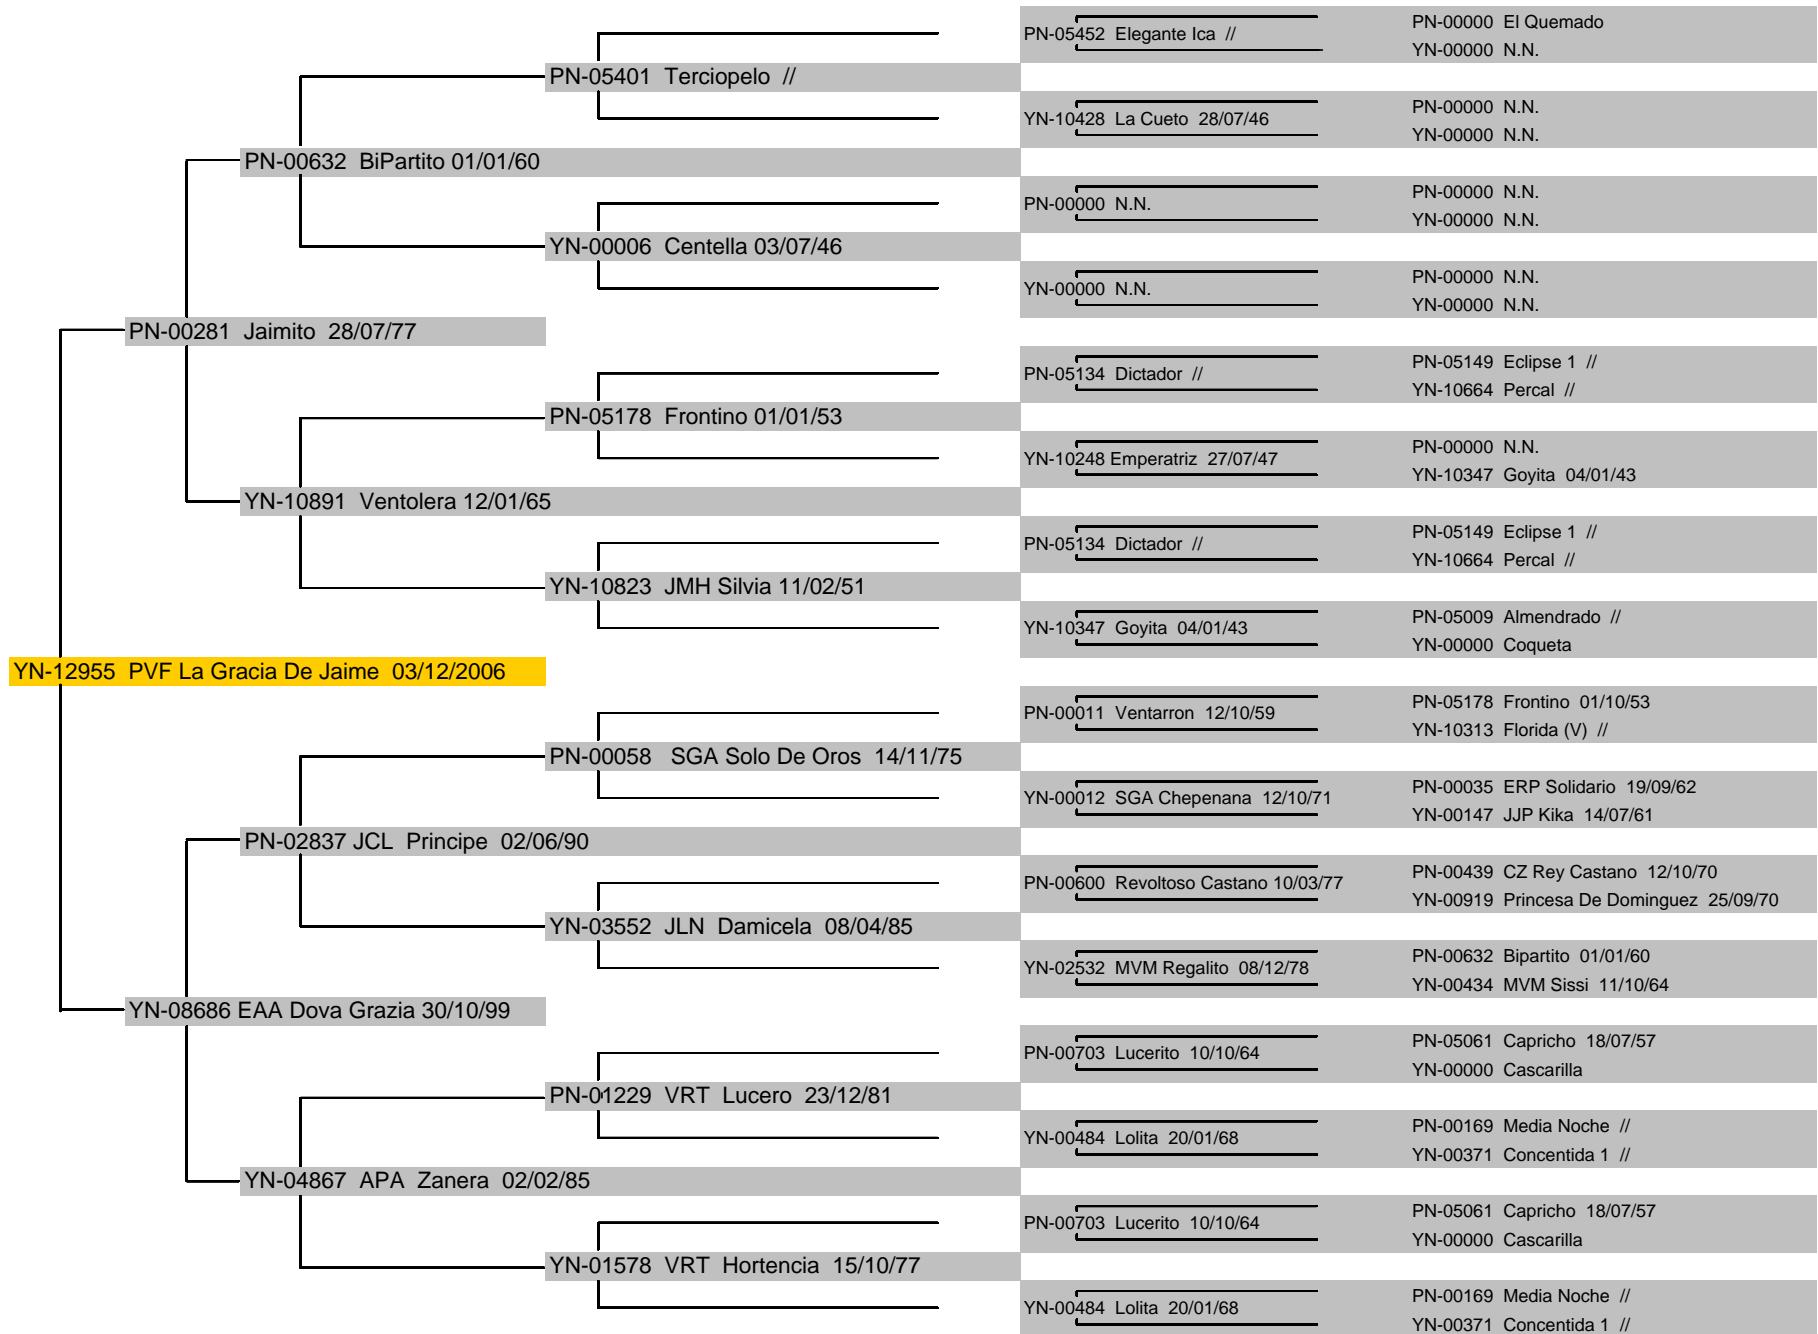 PN-05452 Elegante Ica //
PN-00000 El Quemado
YN-00000 N.N.
PN-05401 Terciopelo //
YN-10428 La Cueto 28/07/46
PN-00000 N.N.
YN-00000 N.N.
PN-00632 BiPartito 01/01/60
PN-00000 N.N.
PN-00000 N.N.
YN-00000 N.N.
YN-00006 Centella 03/07/46
YN-00000 N.N.
PN-00000 N.N.
YN-00000 N.N.
PN-00281 Jaimito 28/07/77
PN-05134 Dictador //
PN-05149 Eclipse 1 //
YN-10664 Percal //
PN-05178 Frontino 01/01/53
YN-10248 Emperatriz 27/07/47
PN-00000 N.N.
YN-10347 Goyita 04/01/43
YN-10891 Ventolera 12/01/65
PN-05134 Dictador //
PN-05149 Eclipse 1 //
YN-10664 Percal //
YN-10823 JMH Silvia 11/02/51
YN-10347 Goyita 04/01/43
PN-05009 Almendrado //
YN-00000 Coqueta
YN-12955 PVF La Gracia De Jaime 03/12/2006
PN-00011 Ventarron 12/10/59
PN-05178 Frontino 01/10/53
YN-10313 Florida (V) //
PN-00058 SGA Solo De Oros 14/11/75
YN-00012 SGA Chepenana 12/10/71
PN-00035 ERP Solidario 19/09/62
YN-00147 JJP Kika 14/07/61
PN-02837 JCL Principe 02/06/90
PN-00600 Revoltoso Castano 10/03/77
PN-00439 CZ Rey Castano 12/10/70
YN-00919 Princesa De Dominguez 25/09/70
YN-03552 JLN Damicela 08/04/85
YN-02532 MVM Regalito 08/12/78
PN-00632 Bipartito 01/01/60
YN-00434 MVM Sissi 11/10/64
YN-08686 EAA Dova Grazia 30/10/99
PN-00703 Lucerito 10/10/64
PN-05061 Capricho 18/07/57
YN-00000 Cascarilla
PN-01229 VRT Lucero 23/12/81
YN-00484 Lolita 20/01/68
PN-00169 Media Noche //
YN-00371 Concentida 1 //
YN-04867 APA Zanera 02/02/85
PN-00703 Lucerito 10/10/64
PN-05061 Capricho 18/07/57
YN-00000 Cascarilla
YN-01578 VRT Hortencia 15/10/77
YN-00484 Lolita 20/01/68
PN-00169 Media Noche //
YN-00371 Concentida 1 //